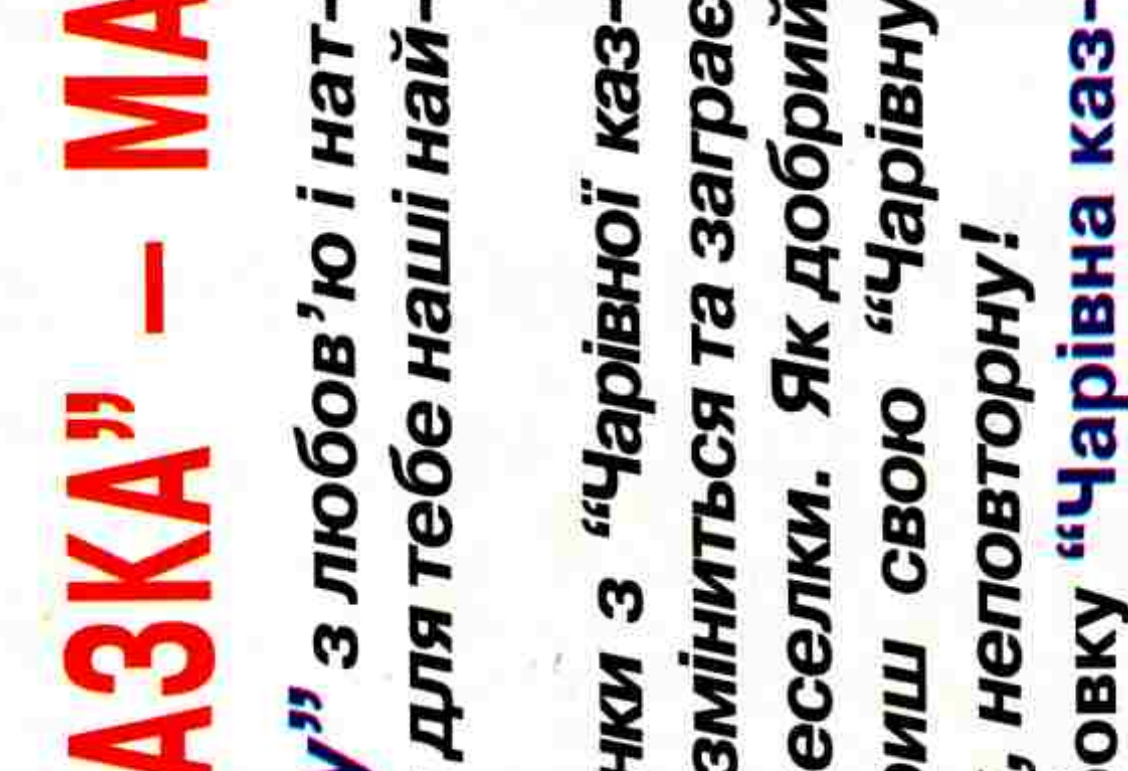 АЗКА” – МА
у” з любов’ю і нат-
для тебе наші най-
чки з “Чарівної каз-
зміниться та заграє
еселки. Як добрий
риш свою “Чарівну
, неповторну!
овку “Чарівна каз-